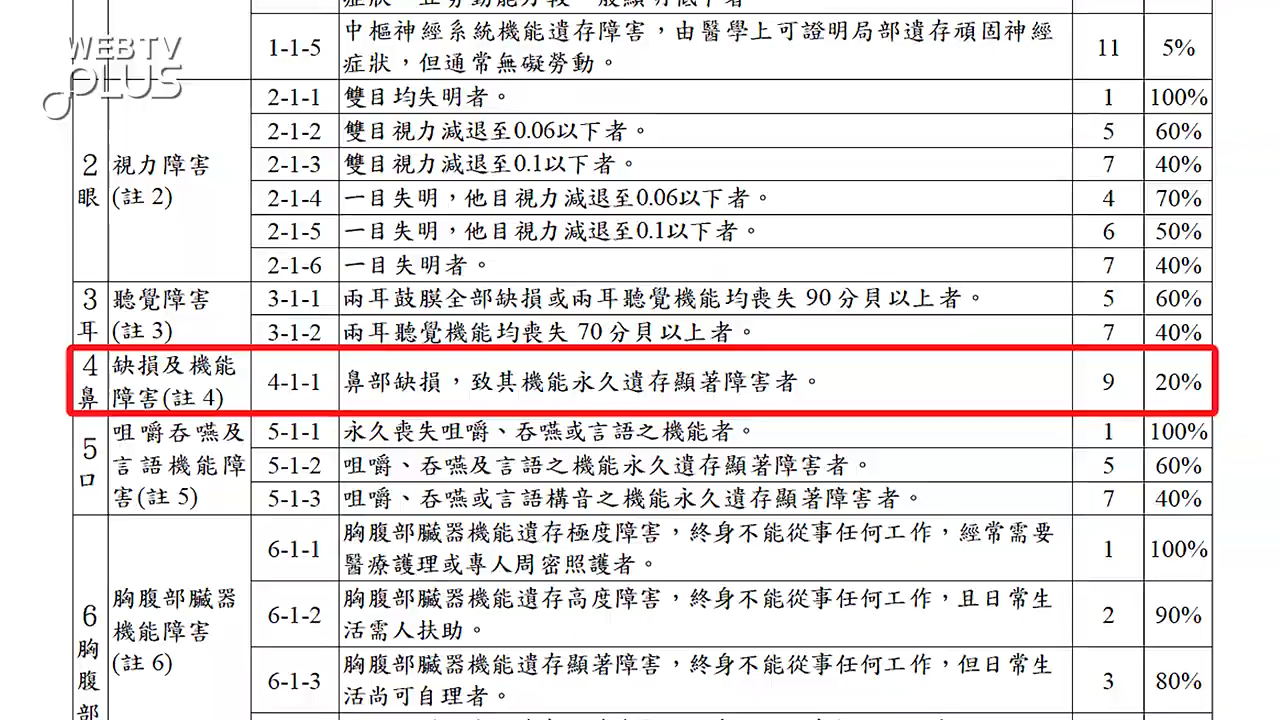 症狀，且勞動能力較一般顯明低下者。
1-1-5 中樞神經系統機能遺存障害，由醫學上可證明局部遺存頑固神經 11 5%
症狀，但通常無礙勞動。
WEBTV
PLUS
2 眼
視力障害
(註 2)
2-1-1 雙目均失明者。 1 100%
2-1-2 雙目視力減退至0.06以下者。 5 60%
2-1-3 雙目視力減退至0.1以下者。 7 40%
2-1-4 一目失明，他目視力減退至0.06以下者。 4 70%
2-1-5 一目失明，他目視力減退至0.1以下者。 6 50%
2-1-6 一目失明者。 7 40%
3 耳
聽覺障害
(註 3)
3-1-1 兩耳鼓膜全部缺損或兩耳聽覺機能均喪失 90 分貝以上者。 5 60%
3-1-2 兩耳聽覺機能均喪失 70 分貝以上者。 7 40%
4 鼻
缺損及機能
障害(註 4)
4-1-1 鼻部缺損，致其機能永久遺存顯著障害者。 9 20%
5 口
咀嚼吞嚥及
言語機能障
害(註 5)
5-1-1 永久喪失咀嚼、吞嚥或言語之機能者。 1 100%
5-1-2 咀嚼、吞嚥及言語之機能永久遺存顯著障害者。 5 60%
5-1-3 咀嚼、吞嚥或言語構音之機能永久遺存顯著障害者。 7 40%
6 胸腹部
胸腹部臟器
機能障害
(註 6)
6-1-1 胸腹部臟器機能遺存極度障害，終身不能從事任何工作，經常需要 1 100%
醫療護理或專人周密照護者。
6-1-2 胸腹部臟器機能遺存高度障害，終身不能從事任何工作，且日常生 2 90%
活需人扶助。
6-1-3 胸腹部臟器機能遺存顯著障害，終身不能從事任何工作，但日常生 3 80%
活尚可自理者。